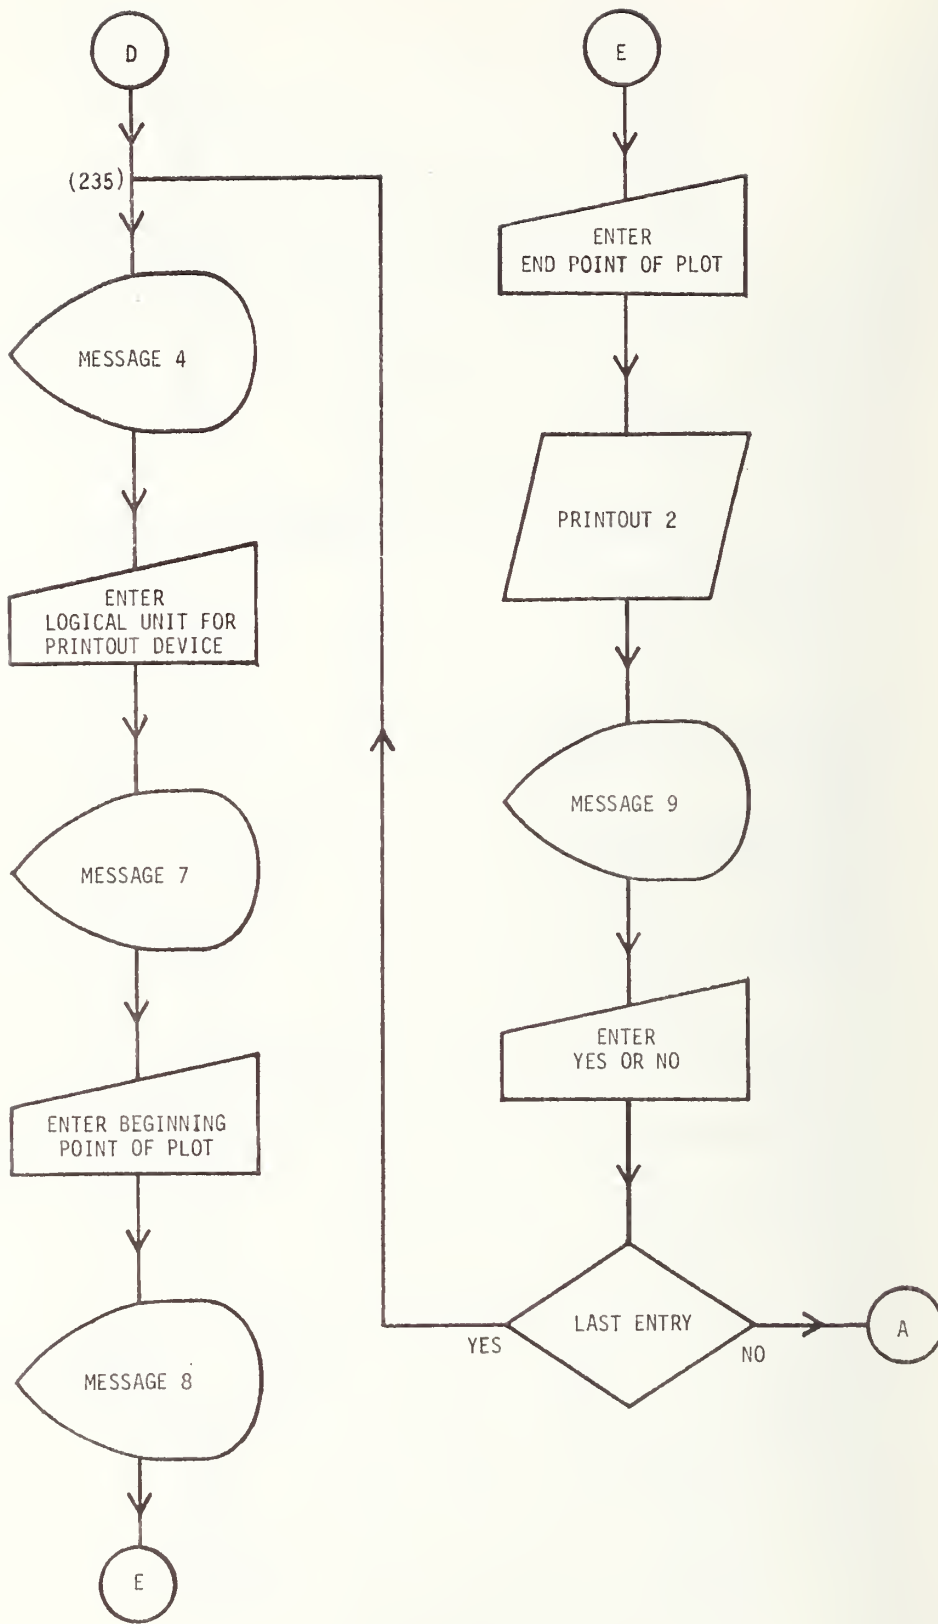 D
(235)
MESSAGE 4
ENTER
LOGICAL UNIT FOR
PRINTOUT DEVICE
MESSAGE 7
ENTER BEGINNING
POINT OF PLOT
MESSAGE 8
E
E
ENTER
END POINT OF PLOT
PRINTOUT 2
MESSAGE 9
ENTER
YES OR NO
LAST ENTRY
YES
NO
A